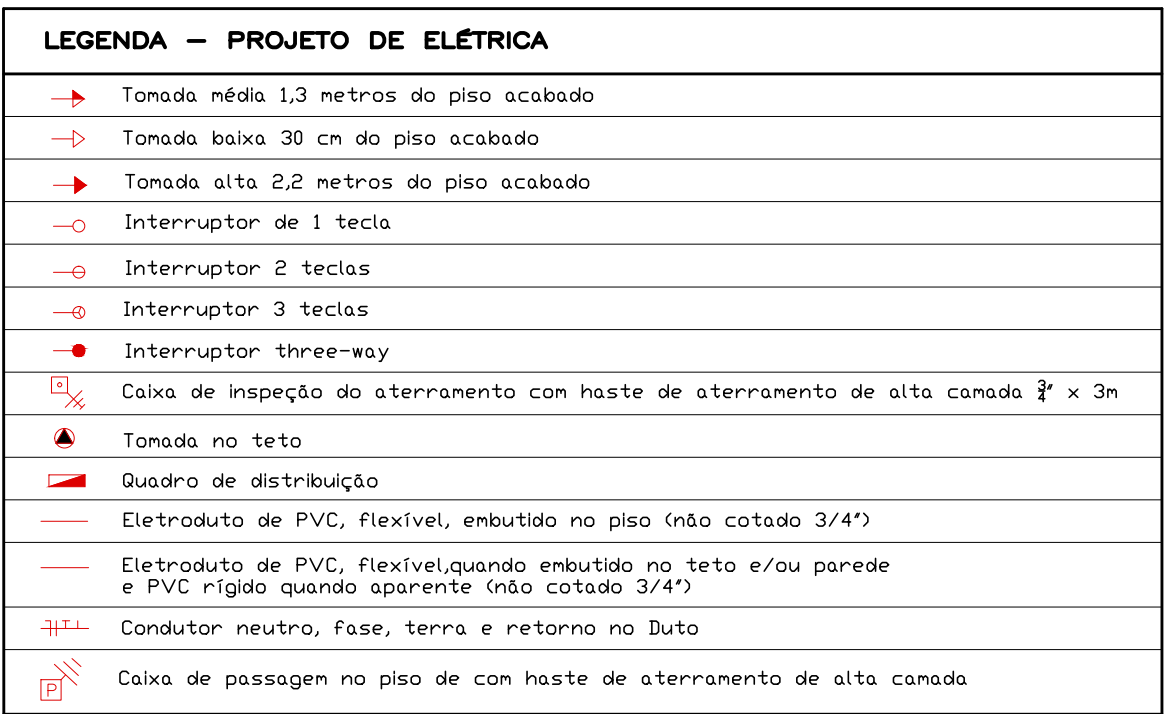 LEGENDA — PROJETO DE ELÉTRICA
Tomada média 1,3 metros do piso acabado
Tomada baixa 30 cm do piso acabado
Tomada alta 2,2 metros do piso acabado
Interruptor de 1 tecla
Interruptor 2 teclas
Interruptor 3 teclas
Interruptor three-way
Caixa de inspeção do aterramento com haste de aterramento de alta camada 3/4" x 3m
Tomada no teto
Quadro de distribuição
Eletroduto de PVC, flexível, embutido no piso (não cotado 3/4")
Eletroduto de PVC, flexível,quando embutido no teto e/ou parede
e PVC rígido quando aparente (não cotado 3/4")
Condutor neutro, fase, terra e retorno no Duto
P
Caixa de passagem no piso de com haste de aterramento de alta camada